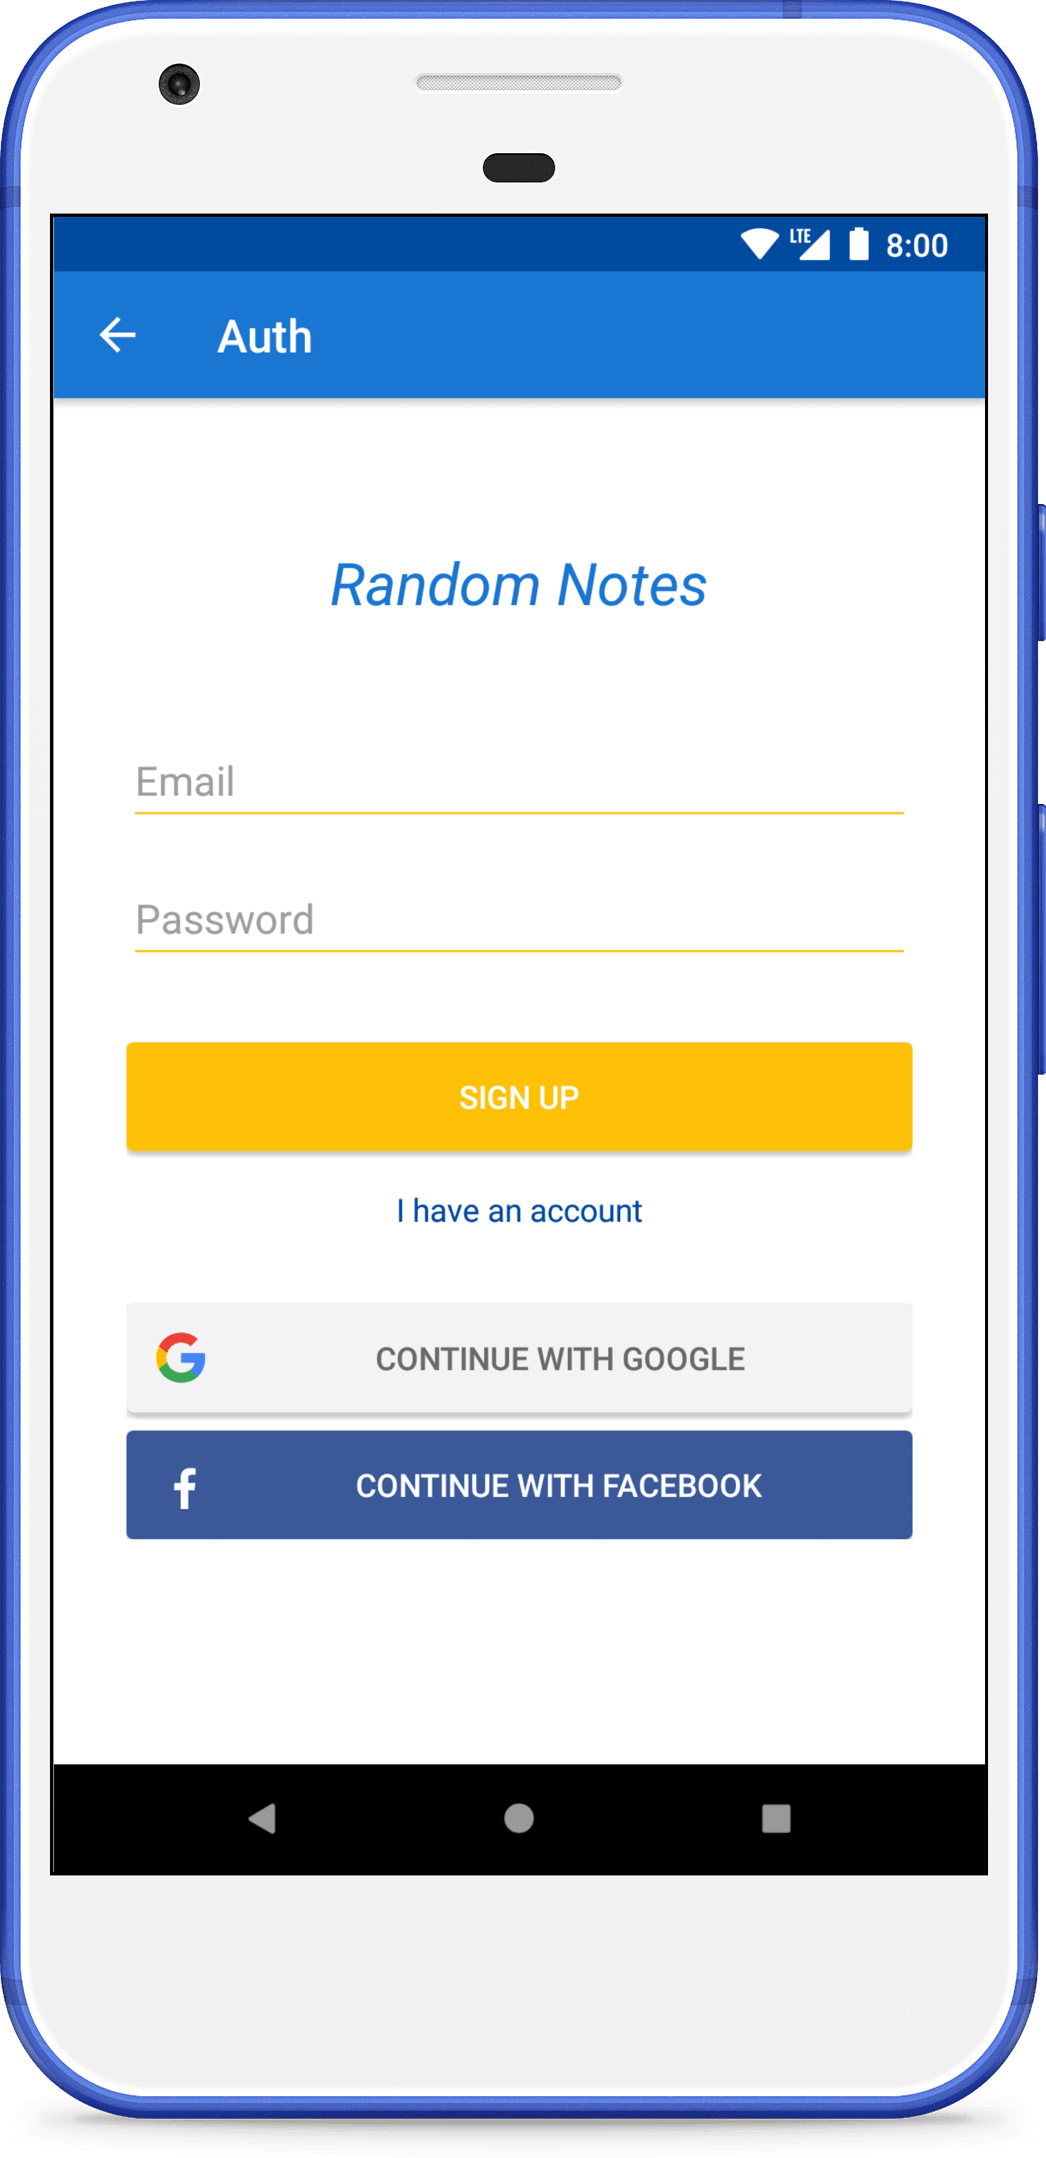 LTE 8:00
Auth
Random Notes
Email
Password
SIGN UP
I have an account
CONTINUE WITH GOOGLE
CONTINUE WITH FACEBOOK